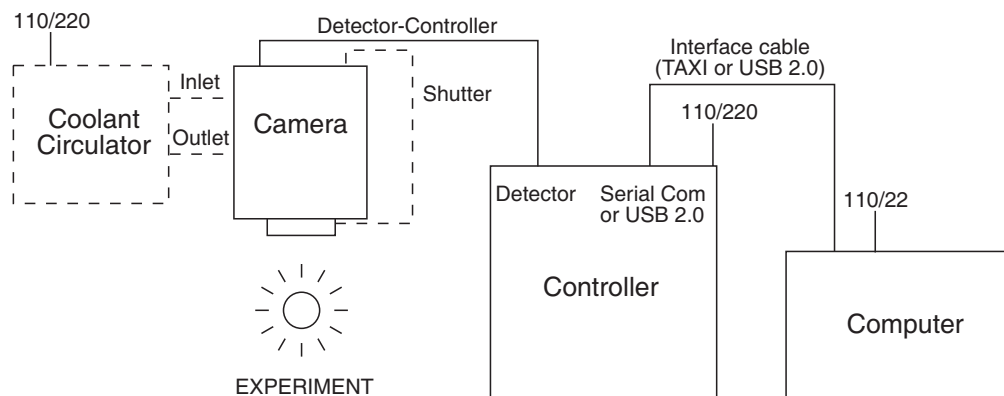 110/220
Detector-Controller
Interface cable
(TAXI or USB 2.0)
Inlet
Shutter
Coolant
Circulator
Camera
Outlet
110/220
Detector
Serial Com
or USB 2.0
110/22
Controller
Computer
EXPERIMENT